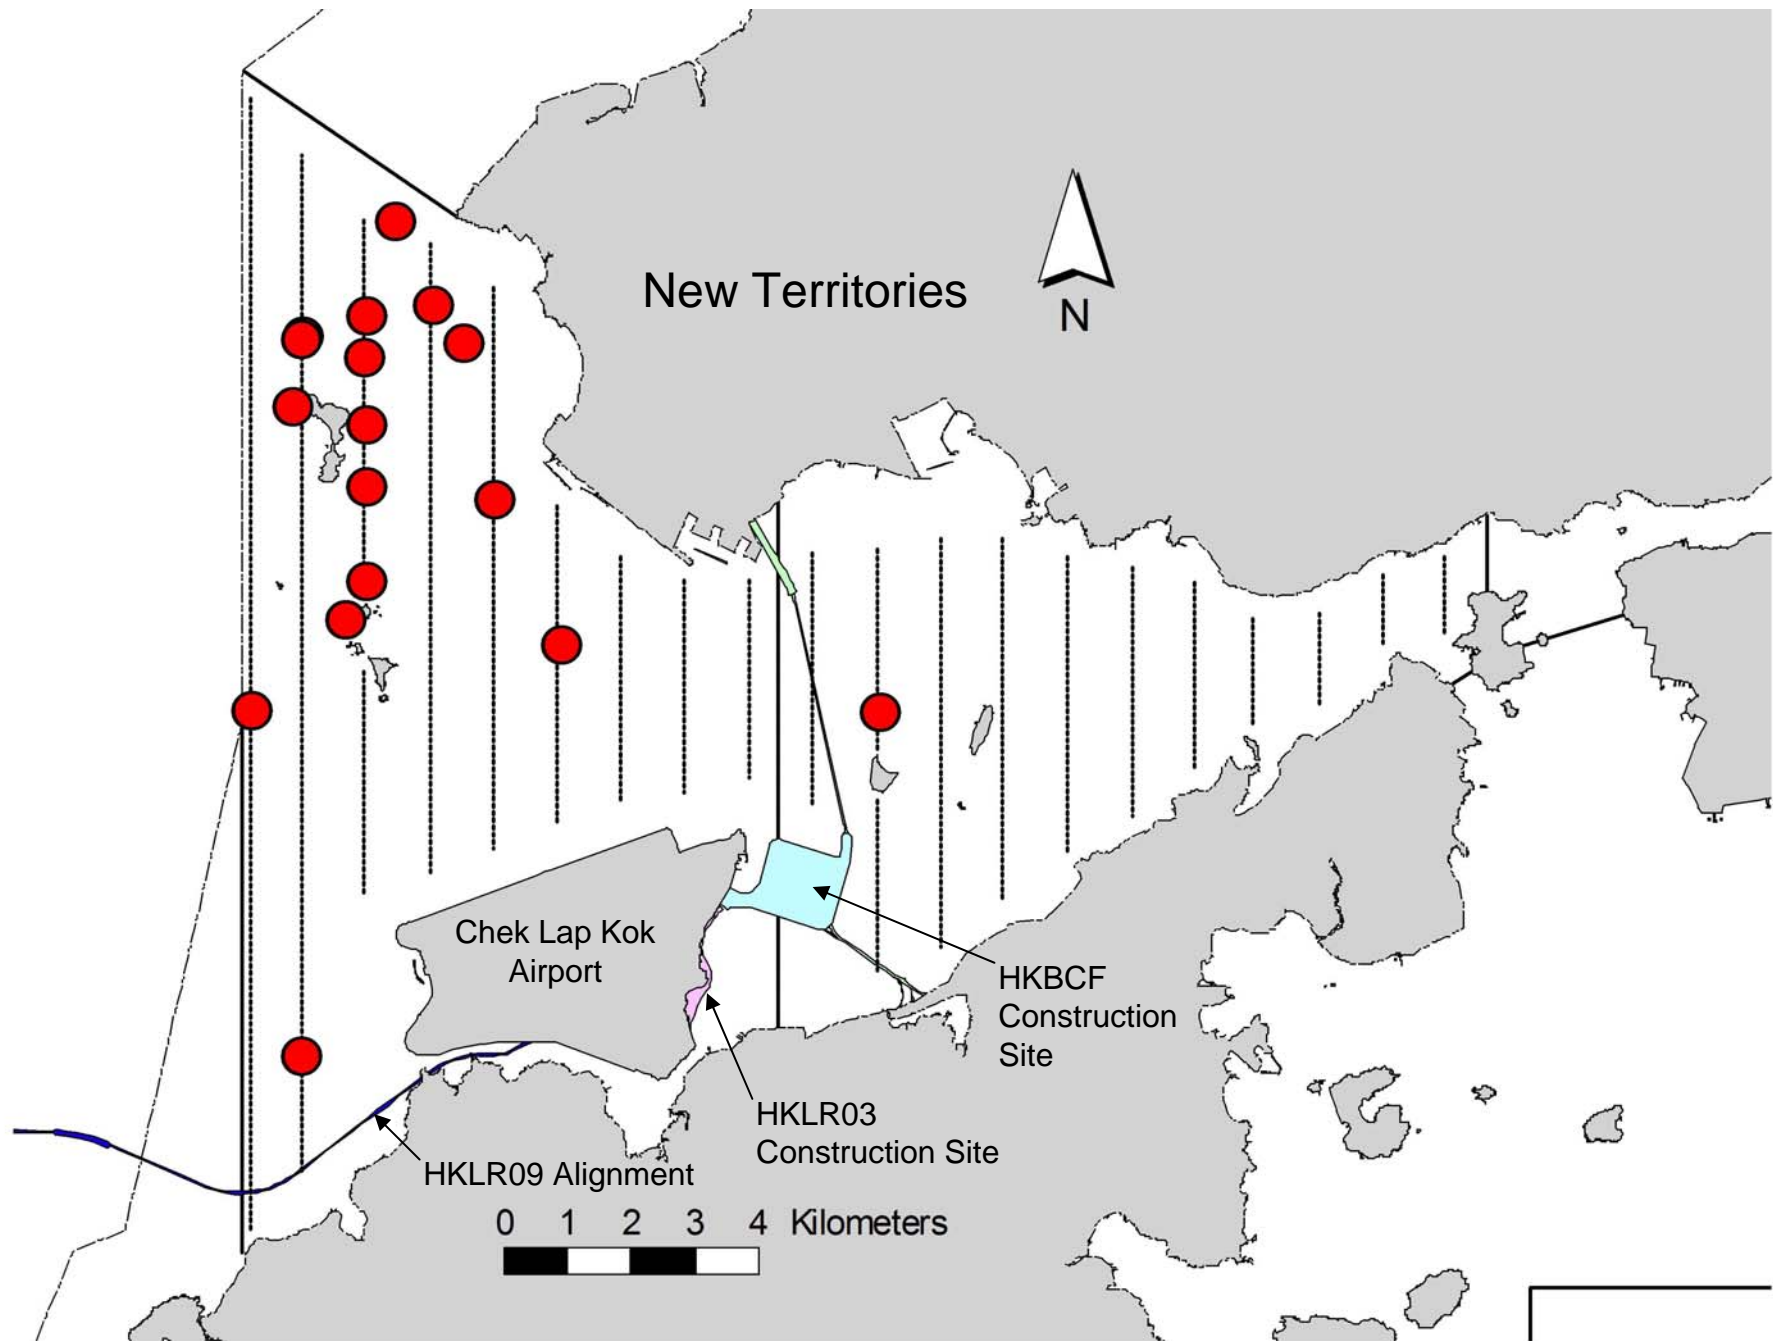 New Territories
N
Chek Lap Kok
Airport
HKBCF
Construction
Site
HKLR03
Construction Site
HKLR09 Alignment
0 1 2 3 4 Kilometers